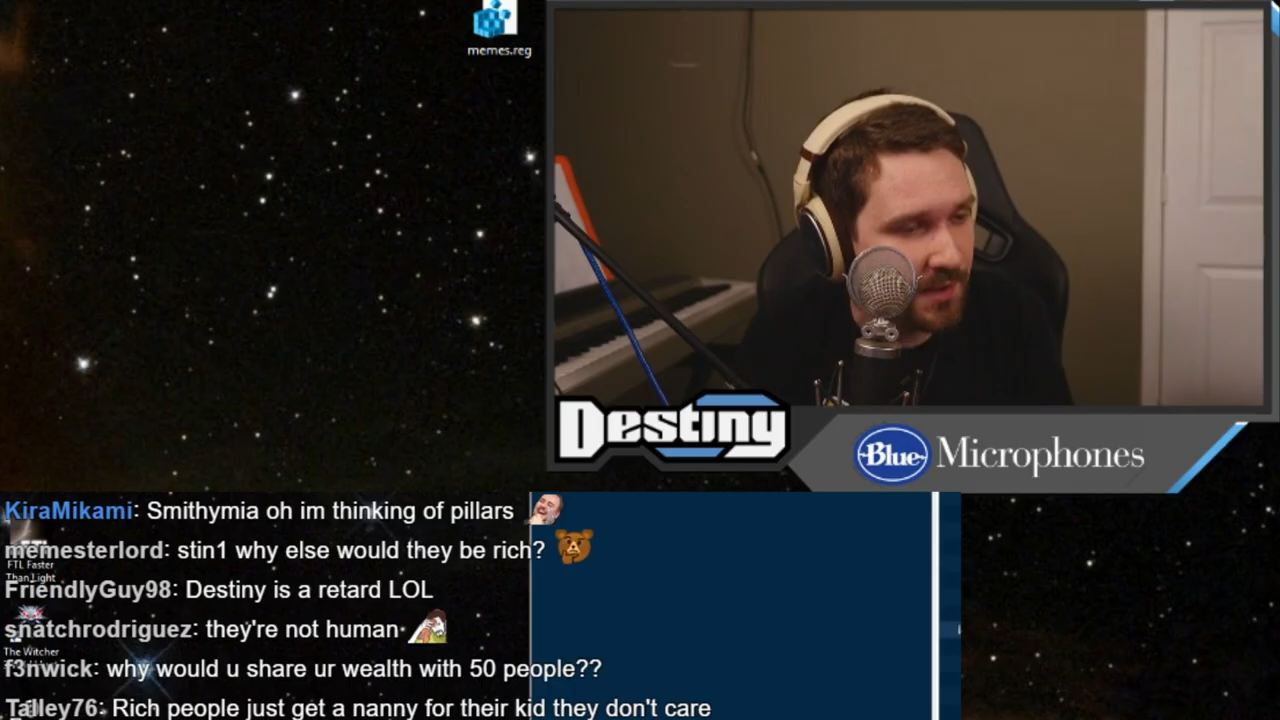 memes.reg
Destiny
Blue Microphones
KiraMikami: Smithymia oh im thinking of pillars
memesterlord: stin1 why else would they be rich?
FTL Faster
Than Light
FriendlyGuy98: Destiny is a retard LOL
snatchrodriguez: they're not human
The Witcher
f3nwick: why would u share ur wealth with 50 people??
Talley76: Rich people just get a nanny for their kid they don't care